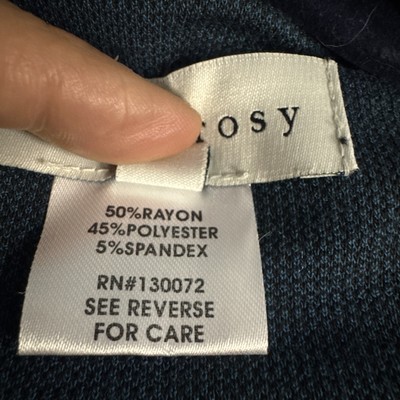 rosy
50%RAYON
45%POLYESTER
5%SPANDEX
RN#130072
SEE REVERSE
FOR CARE